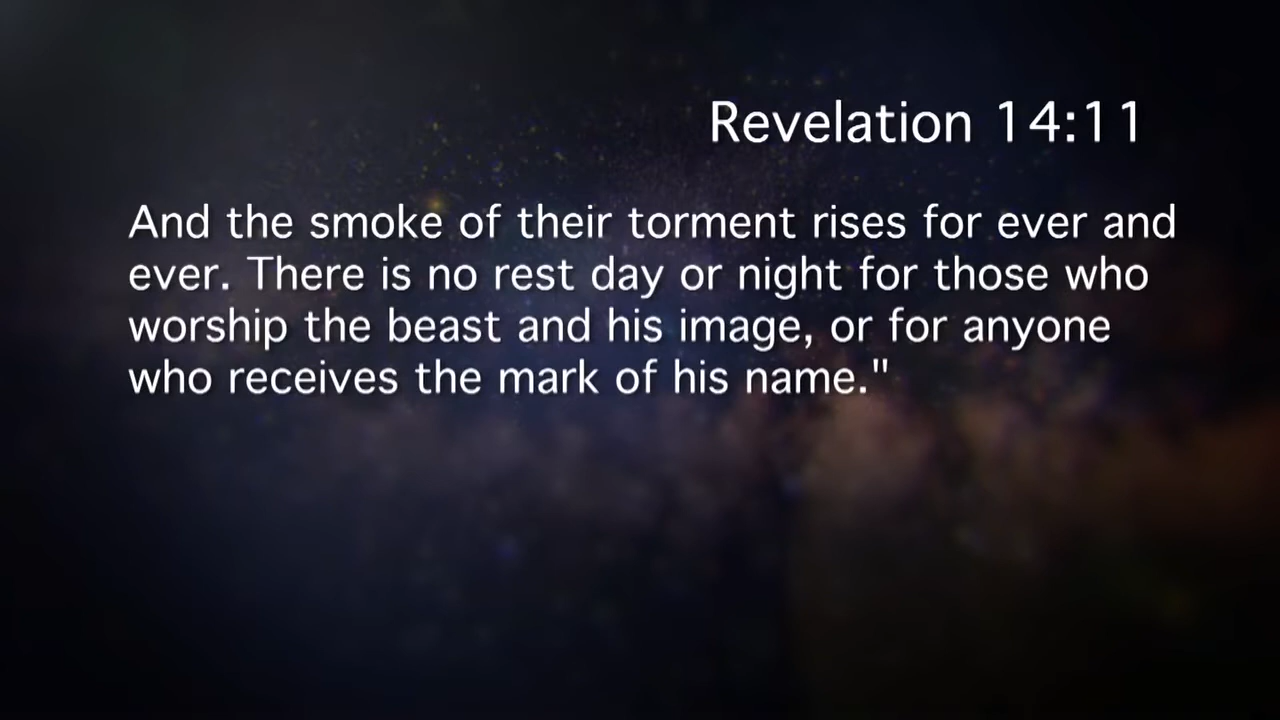 Revelation 14:11
And the smoke of their torment rises for ever and
ever. There is no rest day or night for those who
worship the beast and his image, or for anyone
who receives the mark of his name."